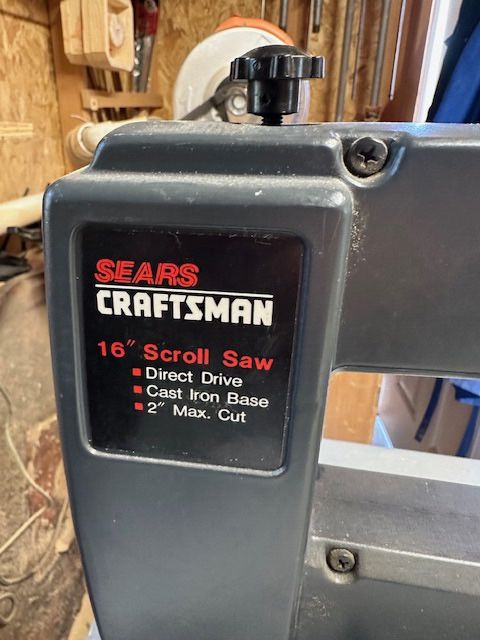 SEARS
CRAFTSMAN
16" Scroll Saw
■ Direct Drive
■ Cast Iron Base
■ 2" Max. Cut